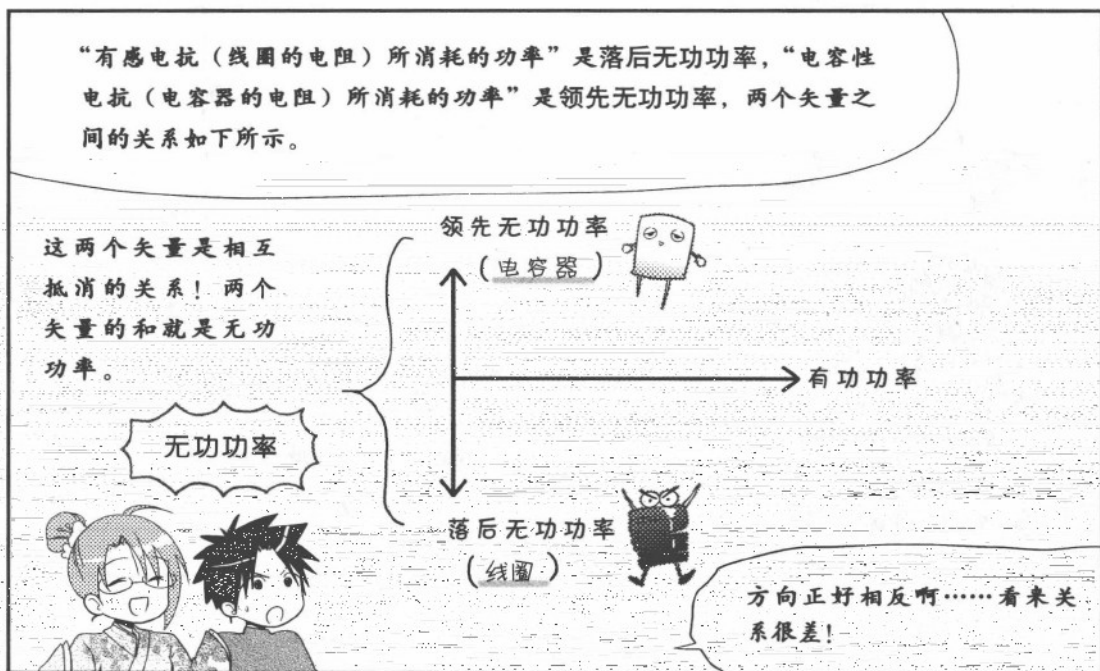 “有感电抗（线圈的电阻）所消耗的功率”是落后无功功率，“电容性
电抗（电容器的电阻）所消耗的功率”是领先无功功率，两个矢量之
间的关系如下所示。
这两个矢量是相互
抵消的关系！两个
矢量的和就是无功
功率。
无功功率
领先无功功率
（电容器）
有功功率
落后无功功率
（线圈）
方向正好相反啊……看来关
系很差！